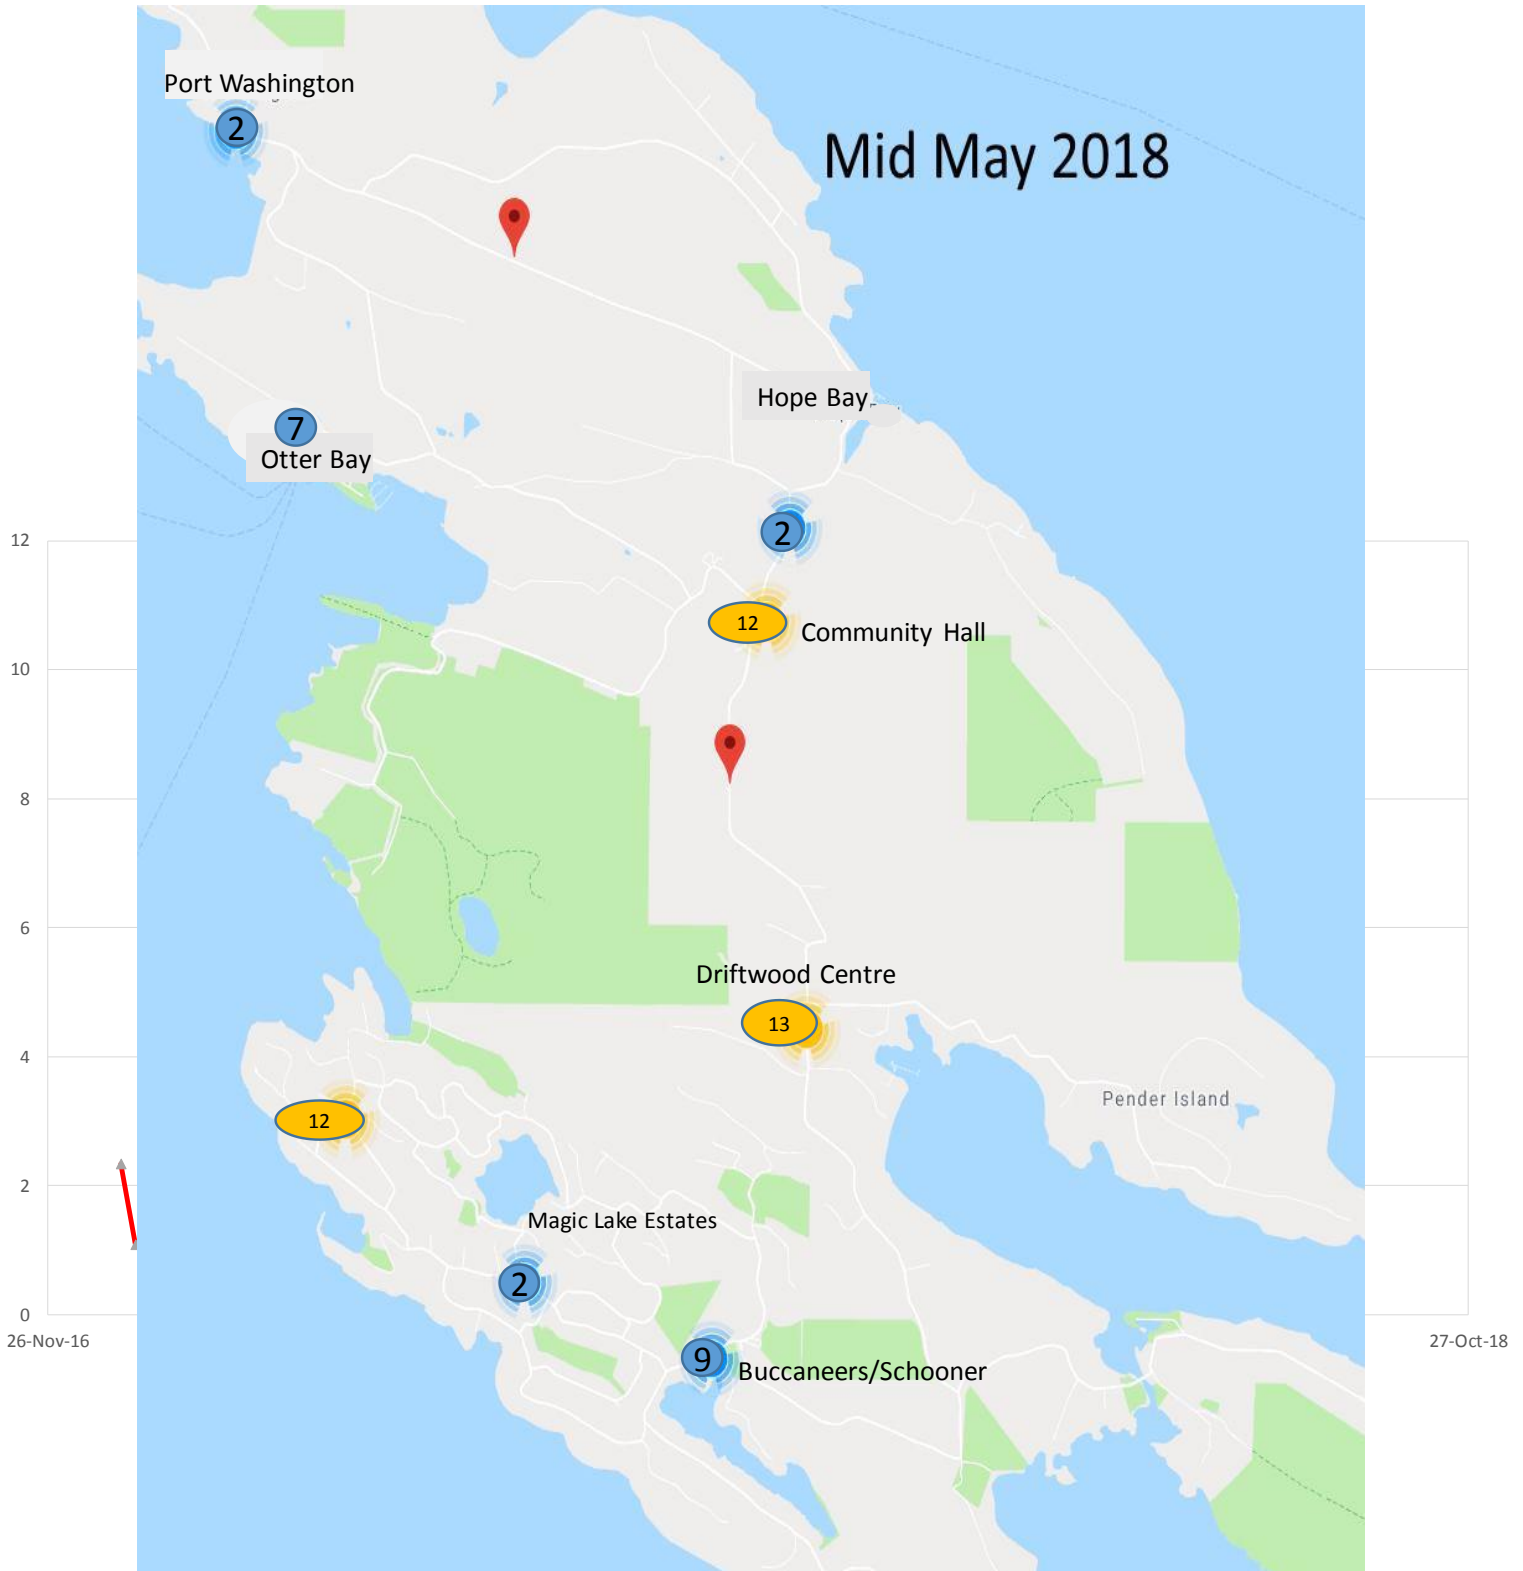 Port Washington
2
Mid May 2018
Hope Bay
7
Otter Bay
2
12
12
Community Hall
10
8
6
Driftwood Centre
13
4
Pender Island
12
2
Magic Lake Estates
2
0
26-Nov-16
27-Oct-18
9
Buccaneers/Schooner